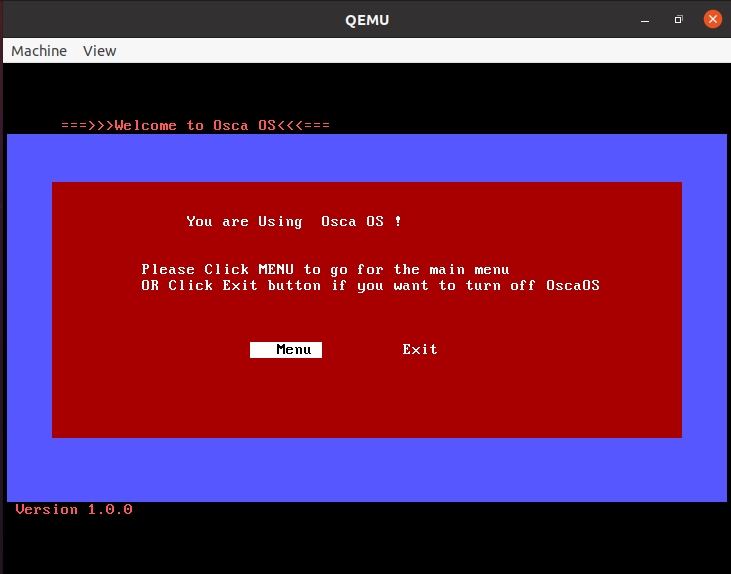 QEMU
Machine View
===>>>Welcome to Osca OS<<<===
You are Using Osca OS !
Please Click MENU to go for the main menu
OR Click Exit button if you want to turn off OscaOS
Menu Exit
Version 1.0.0